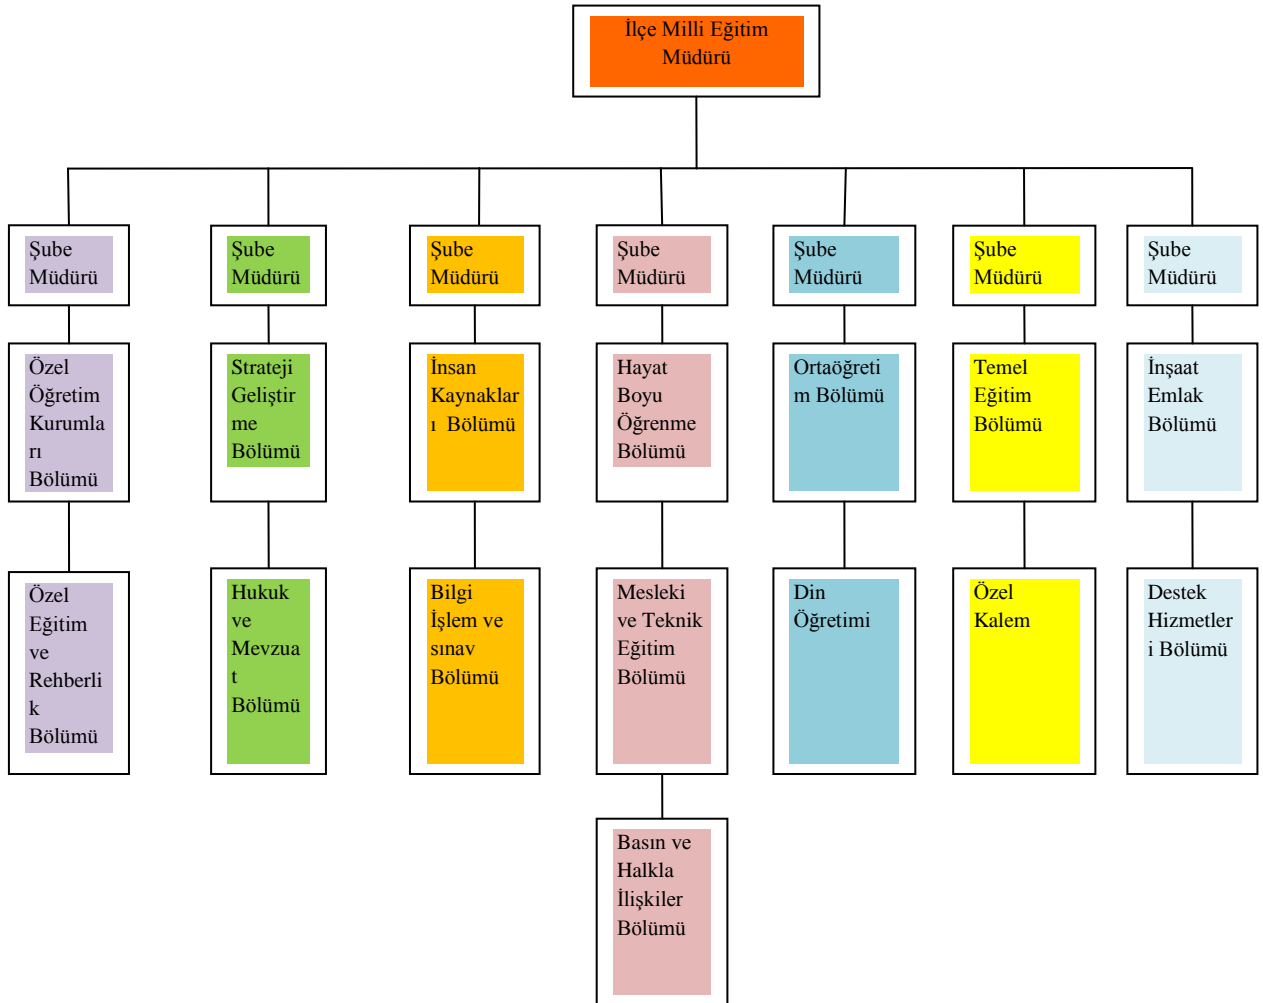 İlçe Milli Eğitim
Müdürü
Şube
Müdürü
Şube
Müdürü
Şube
Müdürü
Şube
Müdürü
Şube
Müdürü
Şube
Müdürü
Şube
Müdürü
Özel
Öğretim
Kurumla
rı
Bölümü
Strateji
Geliştir
me
Bölümü
İnsan
Kaynaklar
ı Bölümü
Hayat
Boyu
Öğrenme
Bölümü
Ortaöğreti
m Bölümü
Temel
Eğitim
Bölümü
İnşaat
Emlak
Bölümü
Özel
Eğitim
ve
Rehberli
k
Bölümü
Hukuk
ve
Mevzua
t
Bölümü
Bilgi
İşlem ve
sınav
Bölümü
Mesleki
ve Teknik
Eğitim
Bölümü
Din
Öğretimi
Özel
Kalem
Destek
Hizmetler
i Bölümü
Basın ve
Halkla
İlişkiler
Bölümü